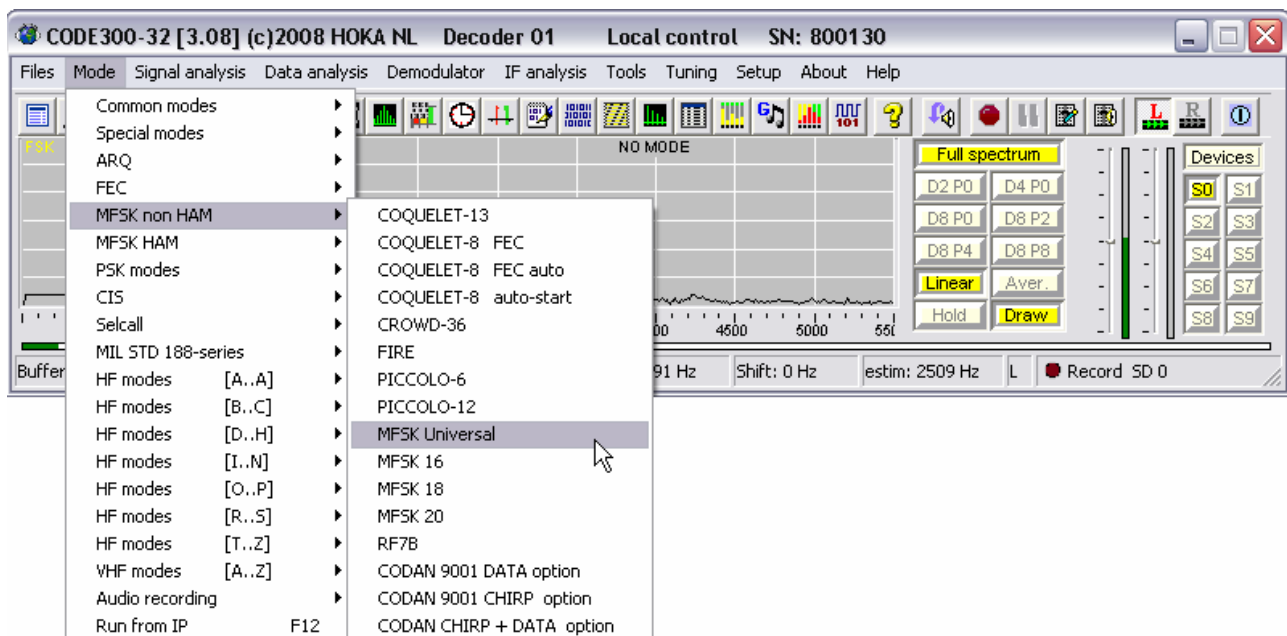 CODE300-32 [3.08] (c)2008 HOKA NL Decoder 01 Local control SN: 800130
Files Mode Signal analysis Data analysis Demodulator IF analysis Tools Tuning Setup About Help
101
G
L R
FSK
NO MODE
Full spectrum
D2 P0 D4 P0
D8 P0 D8 P2
D8 P4 D8 P8
Linear Aver.
Hold Draw
Devices
S0 S1
S2 S3
S4 S5
S6 S7
S8 S9
4500 5000
Buffer
91 Hz Shift: 0 Hz estim: 2509 Hz L Record SD 0
Common modes
Special modes
ARQ
FEC
MFSK non HAM
MFSK HAM
PSK modes
CIS
Selcall
MIL STD 188-series
HF modes [A..A]
HF modes [B..C]
HF modes [D..H]
HF modes [I..N]
HF modes [O..P]
HF modes [R..S]
HF modes [T..Z]
VHF modes [A..Z]
Audio recording
Run from IP F12
COQUELET-13
COQUELET-8 FEC
COQUELET-8 FEC auto
COQUELET-8 auto-start
CROWD-36
FIRE
PICCOLO-6
PICCOLO-12
MFSK Universal
MFSK 16
MFSK 18
MFSK 20
RF7B
CODAN 9001 DATA option
CODAN 9001 CHIRP option
CODAN CHIRP + DATA option